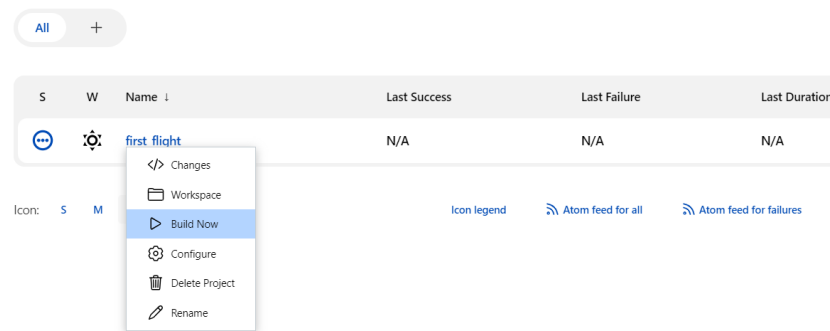 All +
S W Name ↓ Last Success Last Failure Last Duration
first_flight N/A N/A N/A
Changes
Workspace
Icon: S M Icon legend Atom feed for all Atom feed for failures
Build Now
Configure
Delete Project
Rename